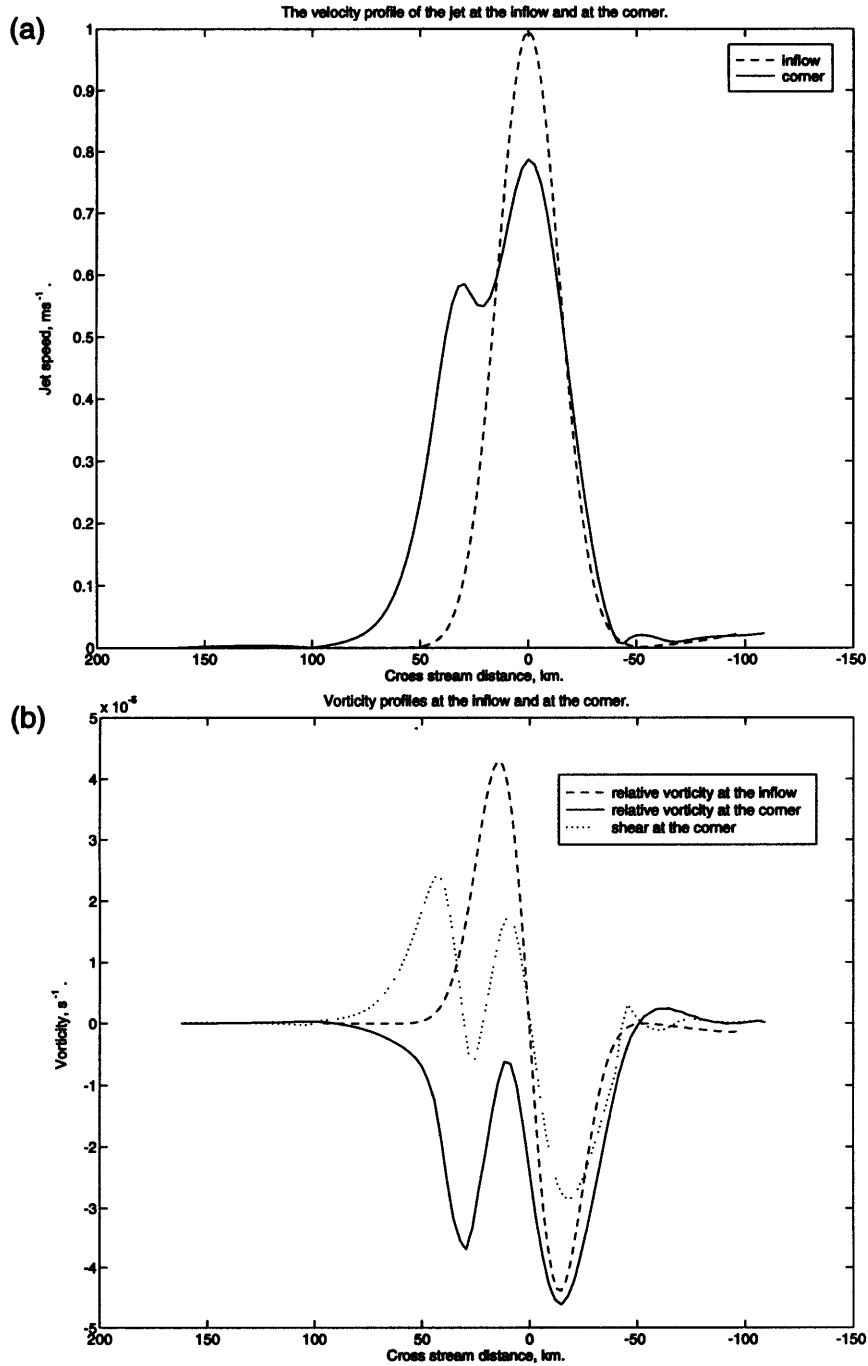 (a)
The velocity profile of the jet at the inflow and at the corner.
1
0.9
0.8
0.7
0.6
0.5
0.4
0.3
0.2
0.1
0
Jet speed, ms⁻¹ .
inflow
corner
200 150 100 50 0 -50 -100 -150
Cross stream distance, km.
(b)
x 10⁻⁵
Vorticity profiles at the inflow and at the corner.
5
4
3
2
1
0
-1
-2
-3
-4
-5
Vorticity, s⁻¹ .
relative vorticity at the inflow
relative vorticity at the corner
shear at the corner
200 150 100 50 0 -50 -100 -150
Cross stream distance, km.